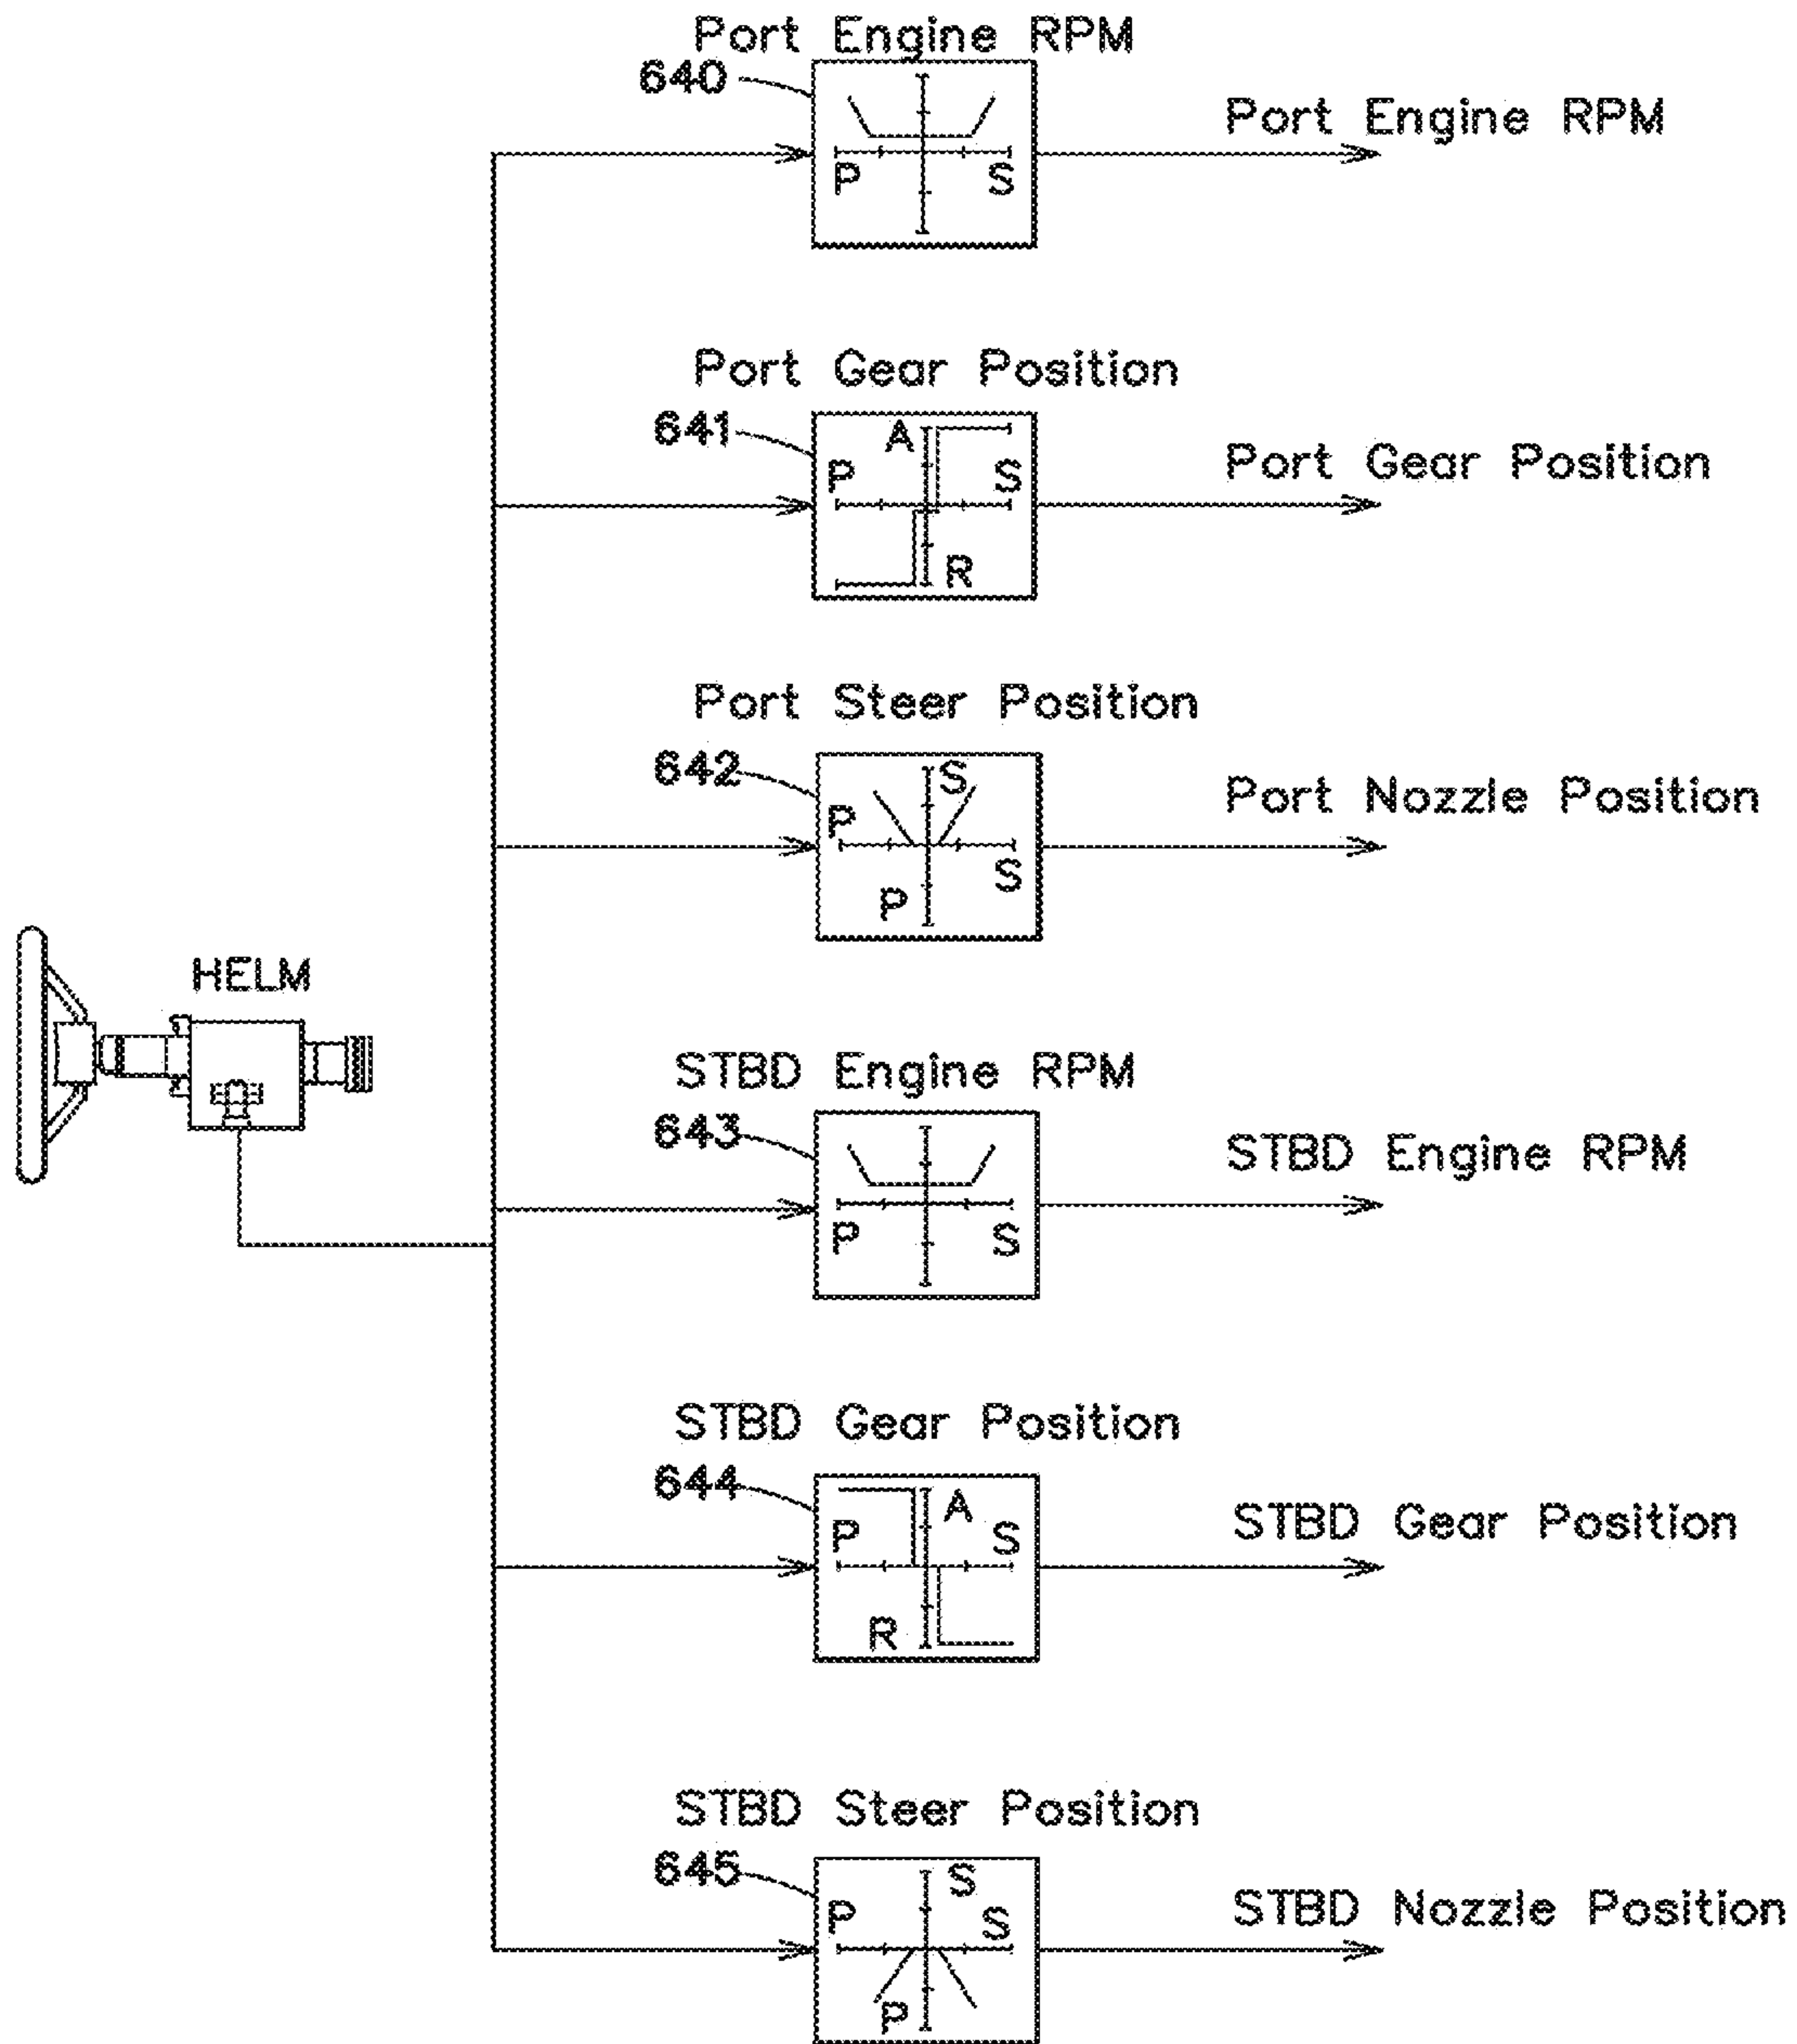 Port Engine RPM
640
Port Engine RPM
P S
Port Gear Position
641
A
P S
R
Port Gear Position
Port Steer Position
642
S
P
S
P
Port Nozzle Position
HELM
STBD Engine RPM
643
P S
STBD Engine RPM
STBD Gear Position
644
A
P S
R
STBD Gear Position
STBD Steer Position
645
S
P S
P
STBD Nozzle Position